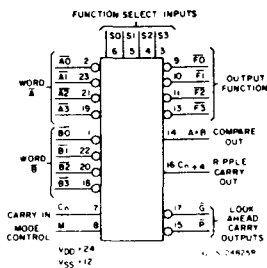 FUNCTION SELECT INPUTS
S0 S1 S2 S3
6 5 4 3
WORD A
A0 2
A1 23
A2 21
A3 19
WORD B
B0 1
B1 22
B2 20
B3 18
CARRY IN Cn 7
MODE CONTROL M 8
VDD = 24
VSS = 12
9 F0
10 F1
11 F2
13 F3
OUTPUT FUNCTION
14 A=B COMPARE OUT
16 Cn+4 RIPPLE CARRY OUT
17 G
15 P
LOOK AHEAD CARRY OUTPUTS